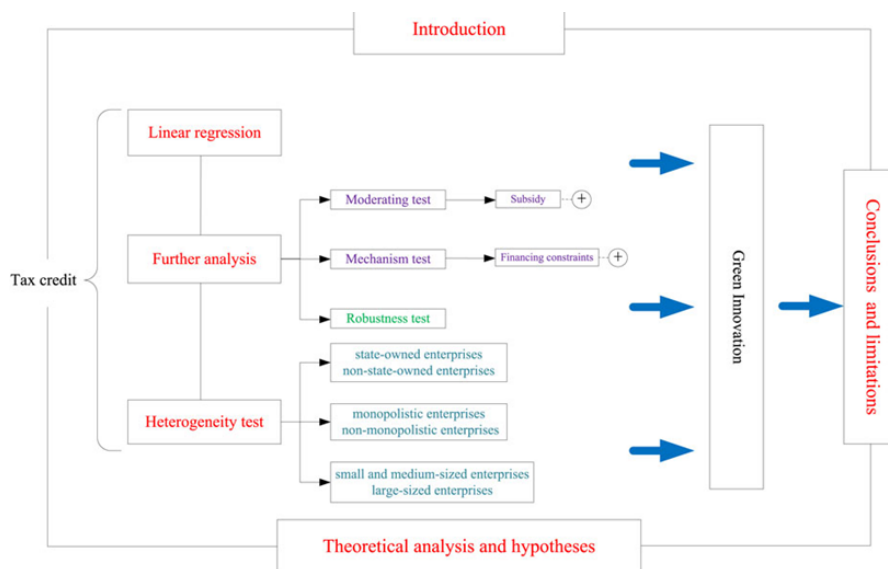 Introduction
Tax credit
Linear regression
Further analysis
Moderating test
Subsidy
+
Mechanism test
Financing constraints
+
Robustness test
Heterogeneity test
state-owned enterprises
non-state-owned enterprises
monopolistic enterprises
non-monopolistic enterprises
small and medium-sized enterprises
large-sized enterprises
Green Innovation
Conclusions and limitations
Theoretical analysis and hypotheses